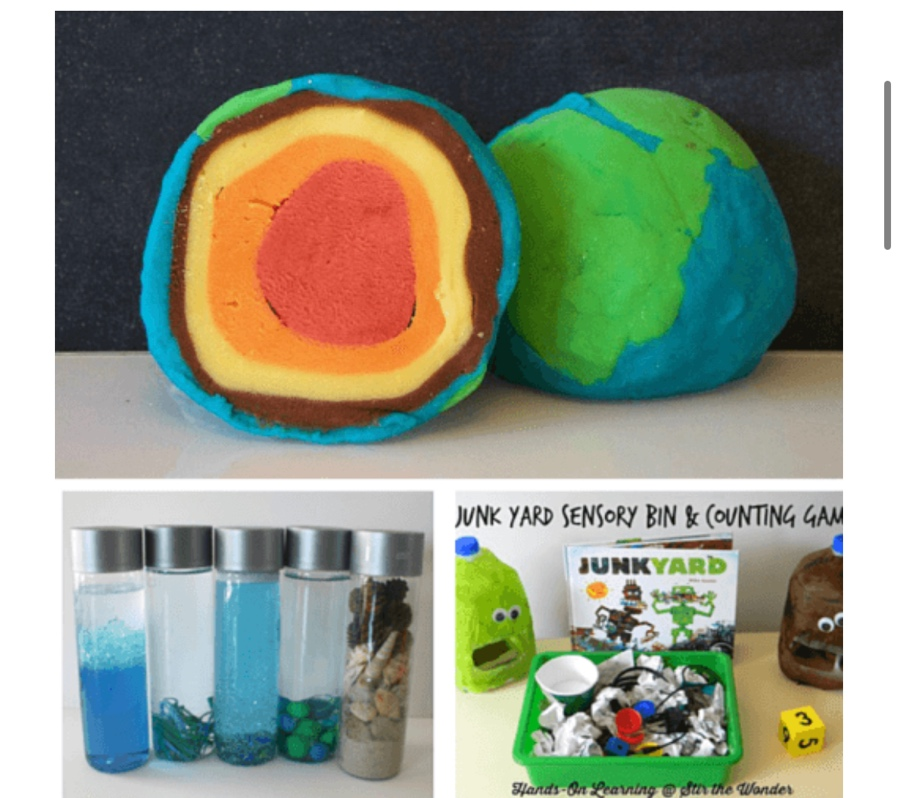 JUNK YARD SENSORY BIN & COUNTING GAM
JUNKYARD
3
5
Hands-On Learning @ Stir the Wonder